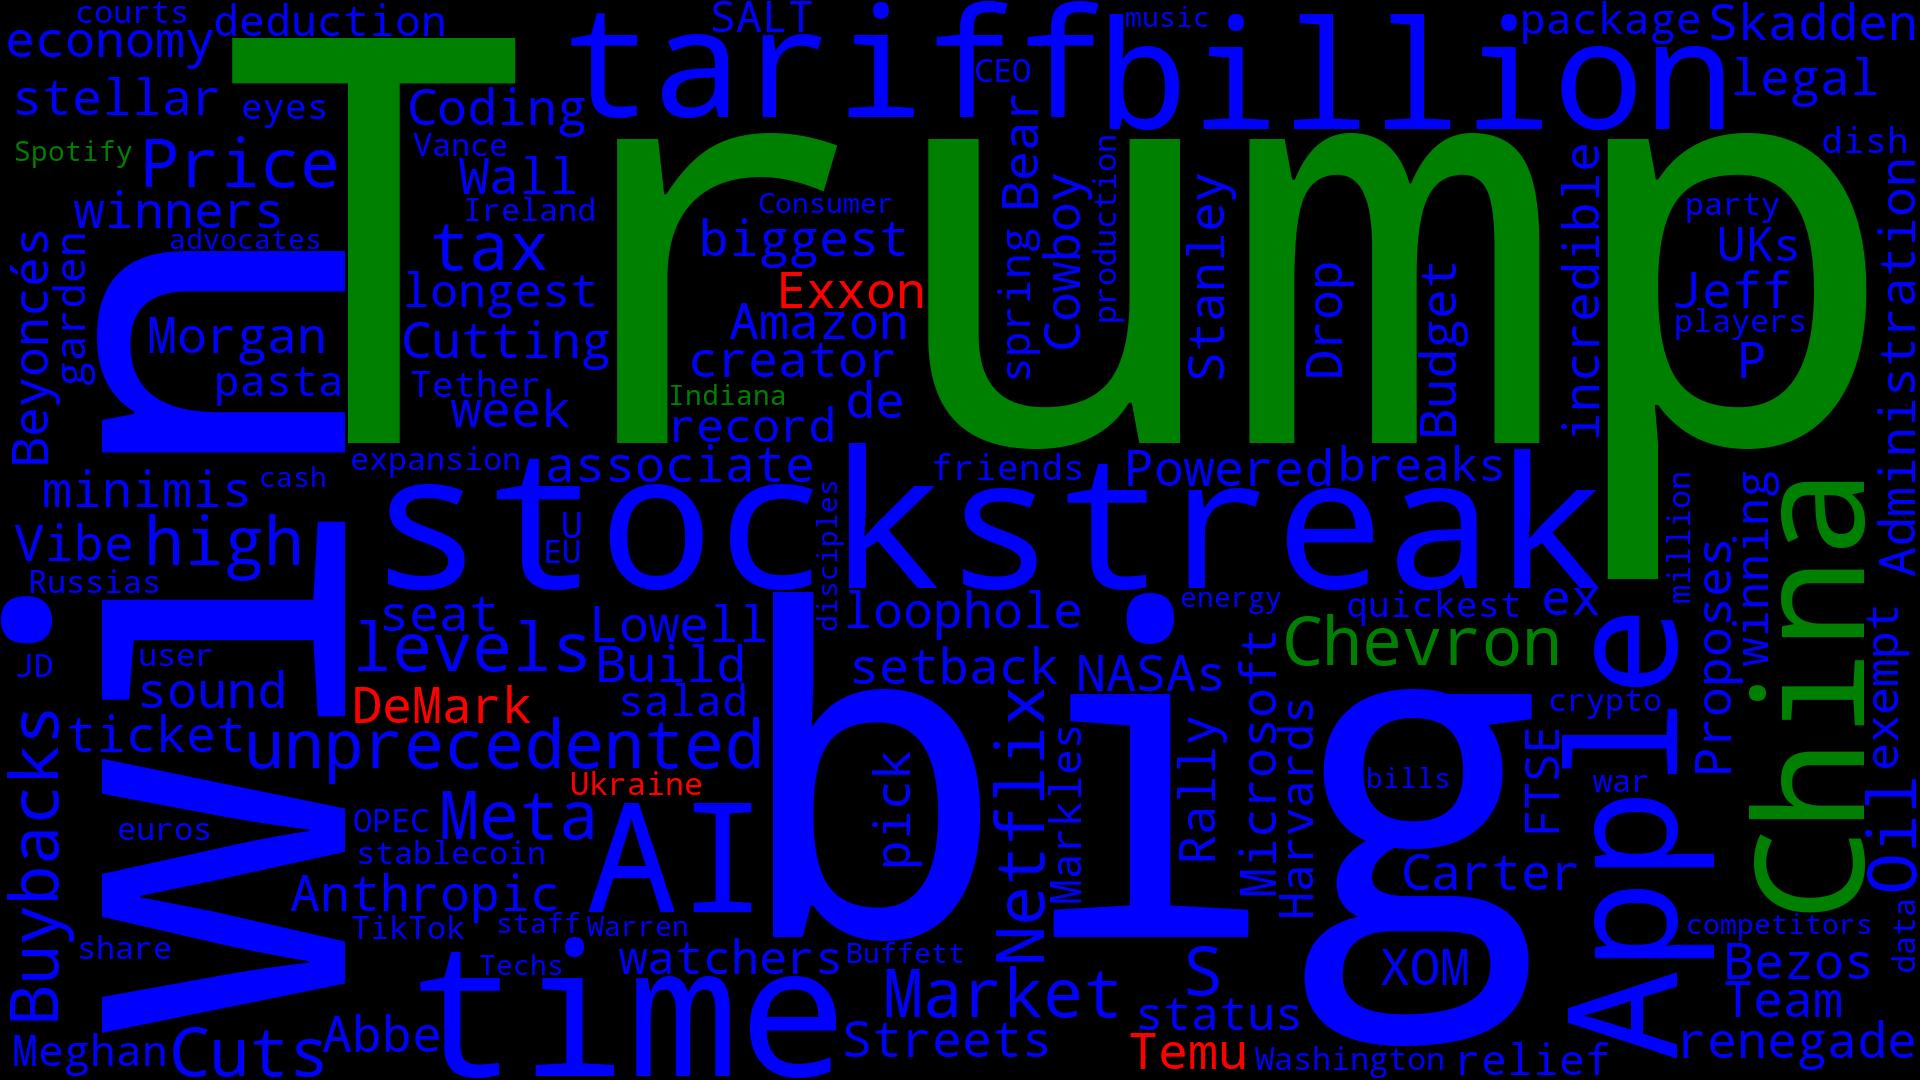 courts
deduction
SALT
tariff
billion
music
package
Skadden
economy
stellar
eyes
Coding
CEO
legal
Trump
Spotify
Price
Vance
Wall
Bear
dish
winners
Ireland
Consumer
tax
biggest
advocates
Beyoncés
garden
longest
Exxon
Amazon
spring
Cowboy
production
Stanley
Drop
Budget
incredible
party
UKs
Jeff
players
P
Administration
Morgan
Cutting
creator
pasta
Tether
week
Indiana
record
de
Win
minimis
cash
expansion
associate
friends
Powered
breaks
stock
streak
EU
disciples
Vibe
high
Russias
seat
levels
Lowell
Build
loophole
energy
quickest
ex
million
winning
Proposes
China
exempt
JD
user
sound
DeMark
salad
setback
NASAs
Chevron
crypto
ticket
unprecedented
Ukraine
big
pick
Netflix
Markles
Rally
Microsoft
Harvards
bills
FTSE
war
Apple
Oil
Buybacks
euros
OPEC
Meta
AI
stablecoin
Anthropic
Carter
TikTok
staff
Warren
share
Techs
watchers
Buffett
time
Market
S
XOM
competitors
data
Bezos
Team
Meghan
Cuts
Abbe
Streets
status
Temu
Washington
relief
renegade